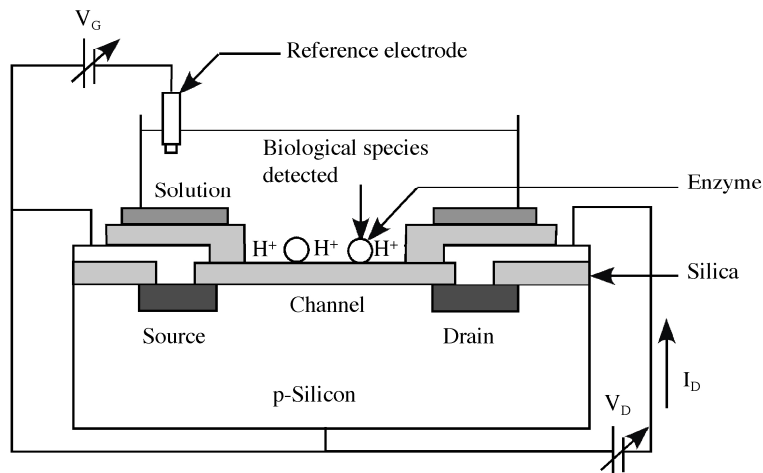 V_G
Reference electrode
Biological species
detected
Solution
Enzyme
H⁺ H⁺ H⁺
Silica
Channel
Source
Drain
I_D
p-Silicon
V_D